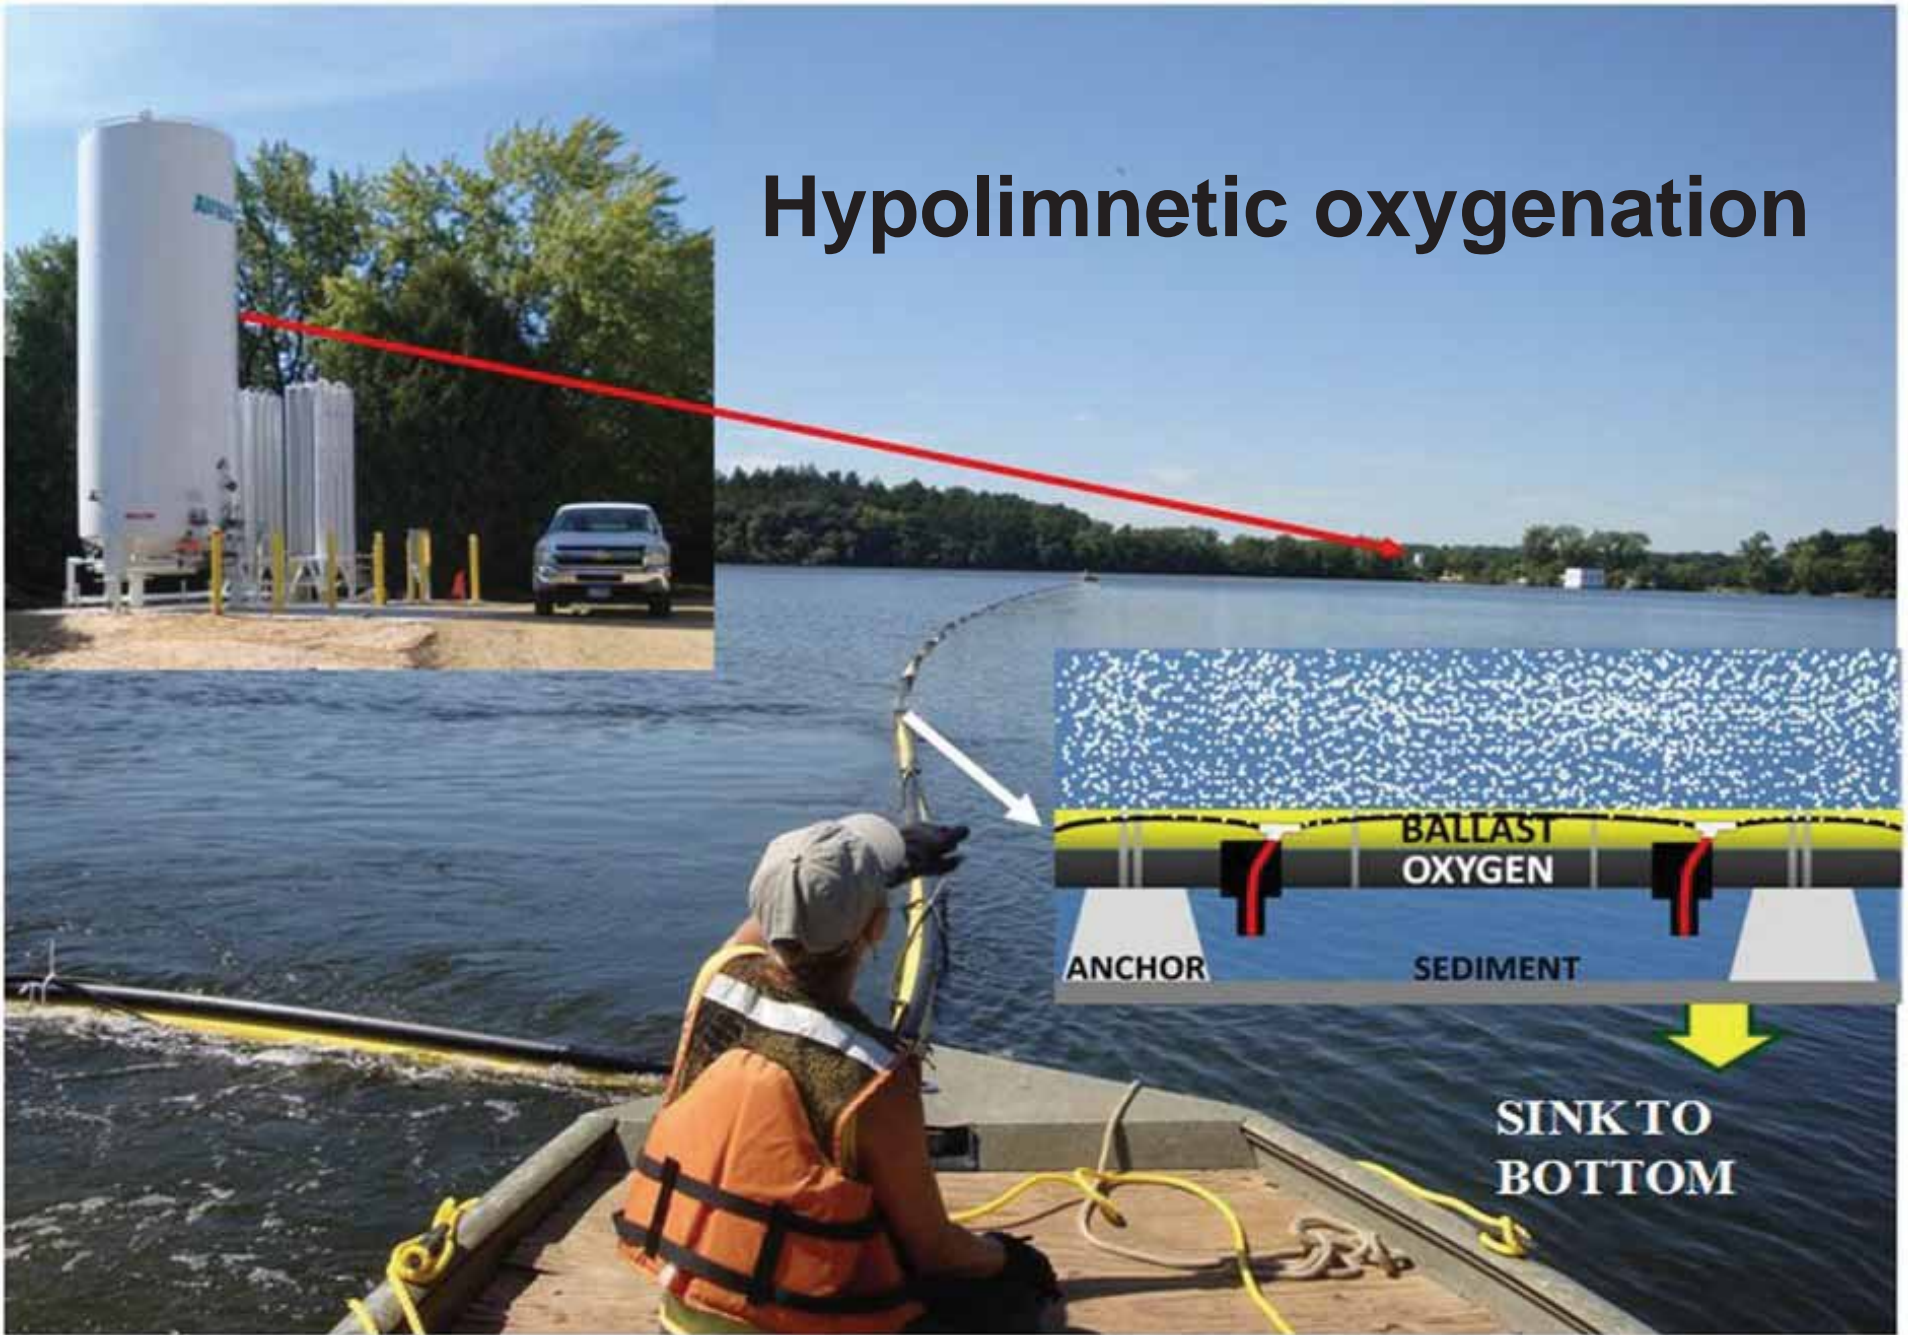 Hypolimnetic oxygenation
BALLAST
OXYGEN
ANCHOR
SEDIMENT
SINK TO
BOTTOM